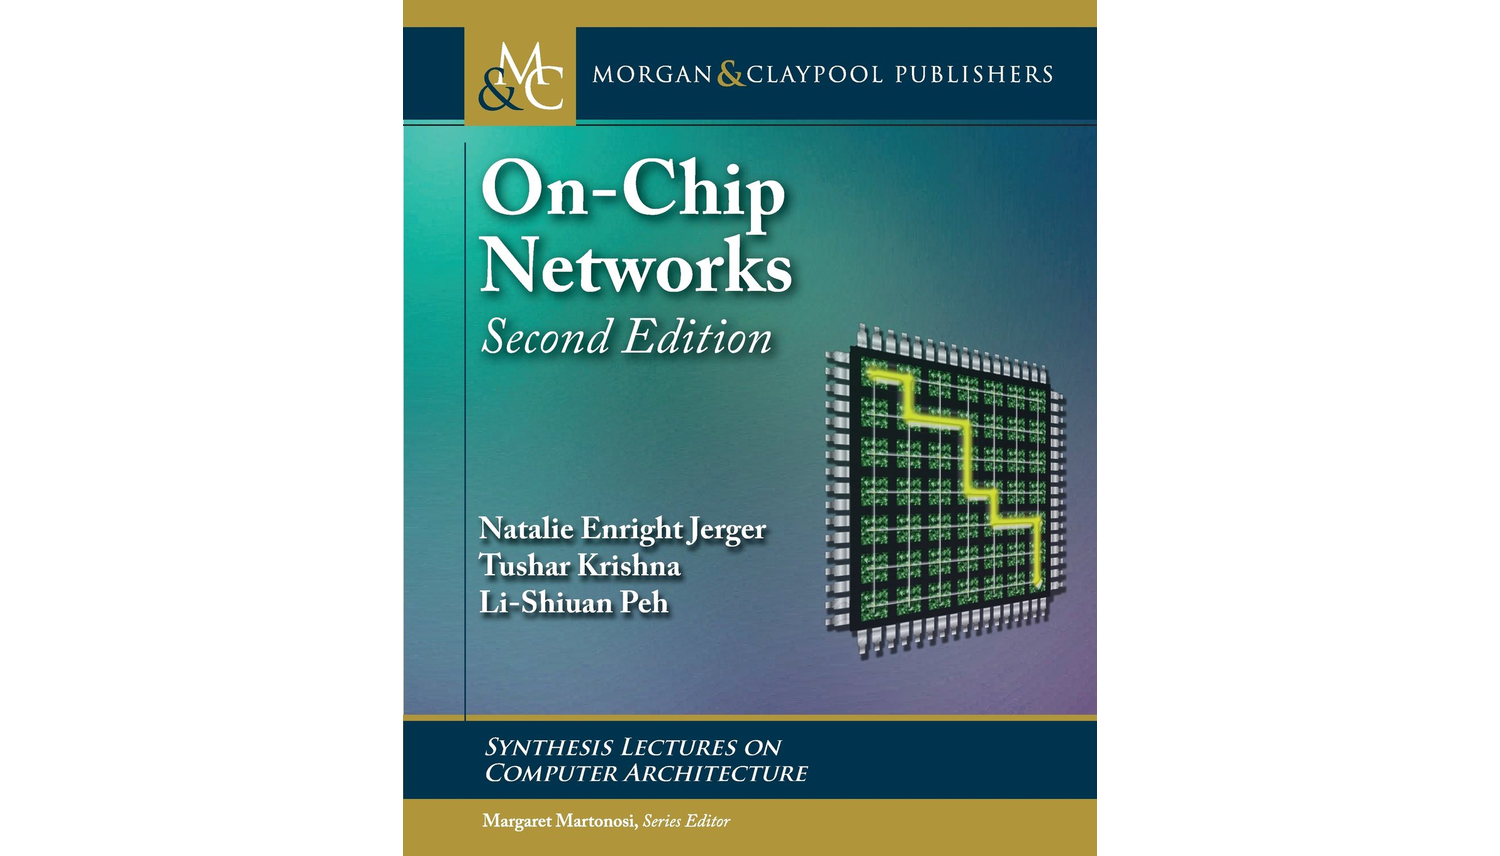 M&C
MORGAN & CLAYPOOL PUBLISHERS
On-Chip
Networks
Second Edition
Natalie Enright Jerger
Tushar Krishna
Li-Shiuan Peh
SYNTHESIS LECTURES ON
COMPUTER ARCHITECTURE
Margaret Martonosi, Series Editor